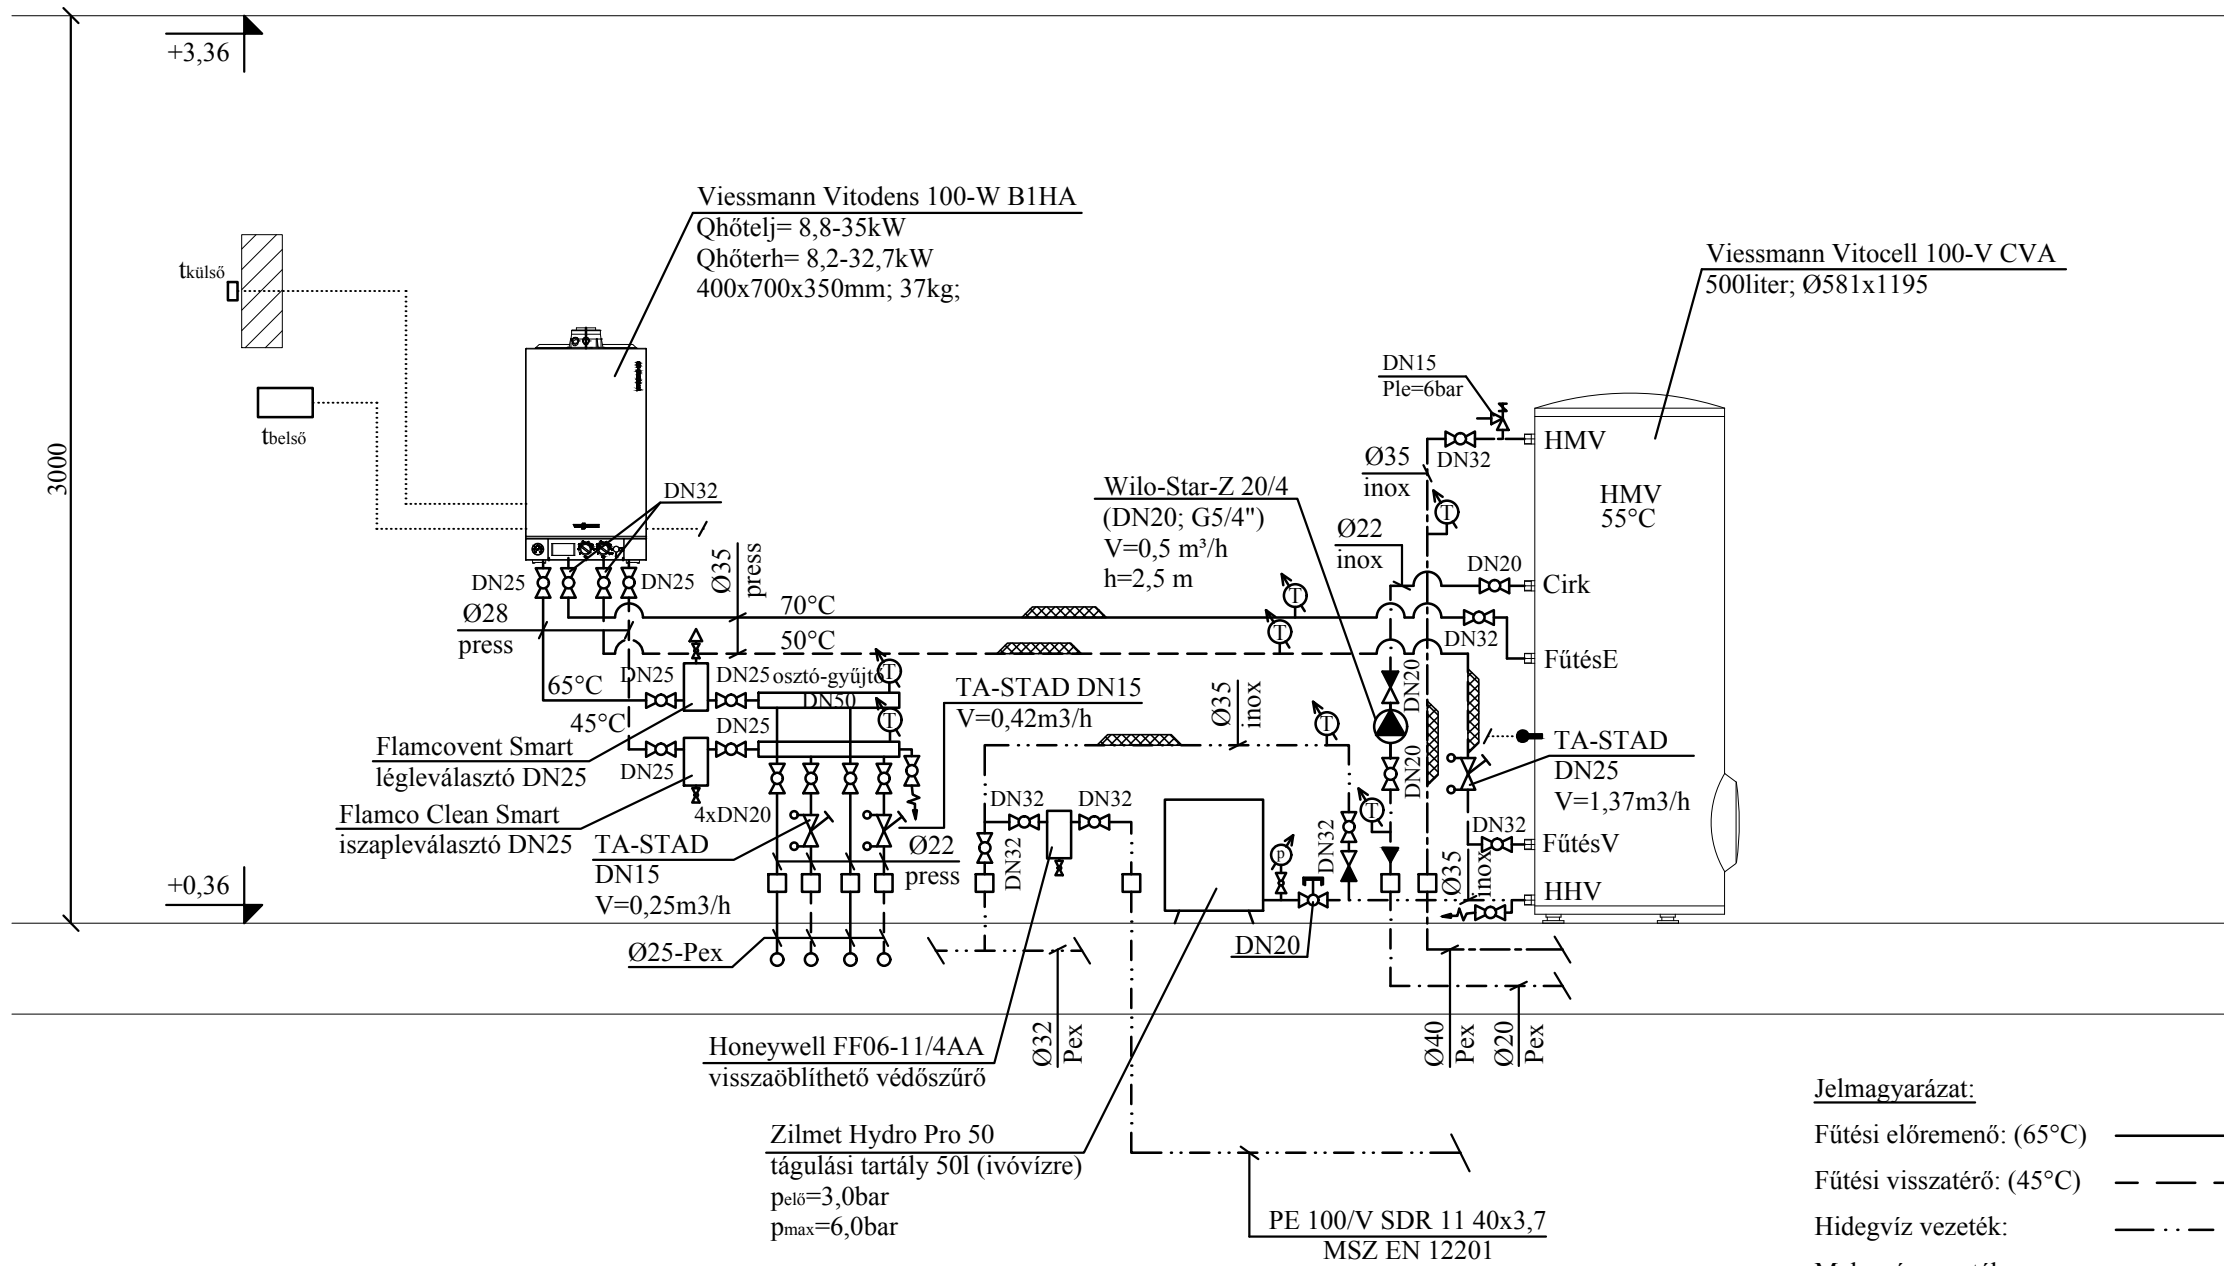 +3,36
3000
Viessmann Vitodens 100-W B1HA
Qhőtelj= 8,8-35kW
Qhőterh= 8,2-32,7kW
400x700x350mm; 37kg;
Viessmann Vitocell 100-V CVA
500liter; Ø581x1195
tkülső
tbelső
DN15
Ple=6bar
HMV
DN32
Ø35
inox
HMV
55°C
DN32
Wilo-Star-Z 20/4
(DN20; G5/4")
V=0,5 m³/h
h=2,5 m
T
Ø22
inox
DN20
Cirk
DN25
DN25
Ø35
press
Ø28
press
70°C
T
DN32
50°C
T
FűtésE
DN25
DN25
osztó-gyűjtő
T
65°C
DN50
45°C
DN25
T
TA-STAD DN15
V=0,42m3/h
Ø35
inox
T
DN20
DN20
Flamcovent Smart
légleválasztó DN25
DN25
TA-STAD
DN25
V=1,37m3/h
Flamco Clean Smart
iszapleválasztó DN25
4xDN20
TA-STAD
DN15
V=0,25m3/h
Ø22
press
DN32
DN32
DN32
T
DN32
p
DN32
FűtésV
Ø35
inox
HHV
+0,36
Ø25-Pex
DN20
Ø32
Pex
Ø40
Pex
Ø20
Pex
Honeywell FF06-11/4AA
visszaöblíthető védőszűrő
Zilmet Hydro Pro 50
tágulási tartály 50l (ivóvízre)
pelő=3,0bar
pmax=6,0bar
PE 100/V SDR 11 40x3,7
MSZ EN 12201
Jelmagyarázat:
Fűtési előremenő: (65°C)
Fűtési visszatérő: (45°C)
Hidegvíz vezeték: